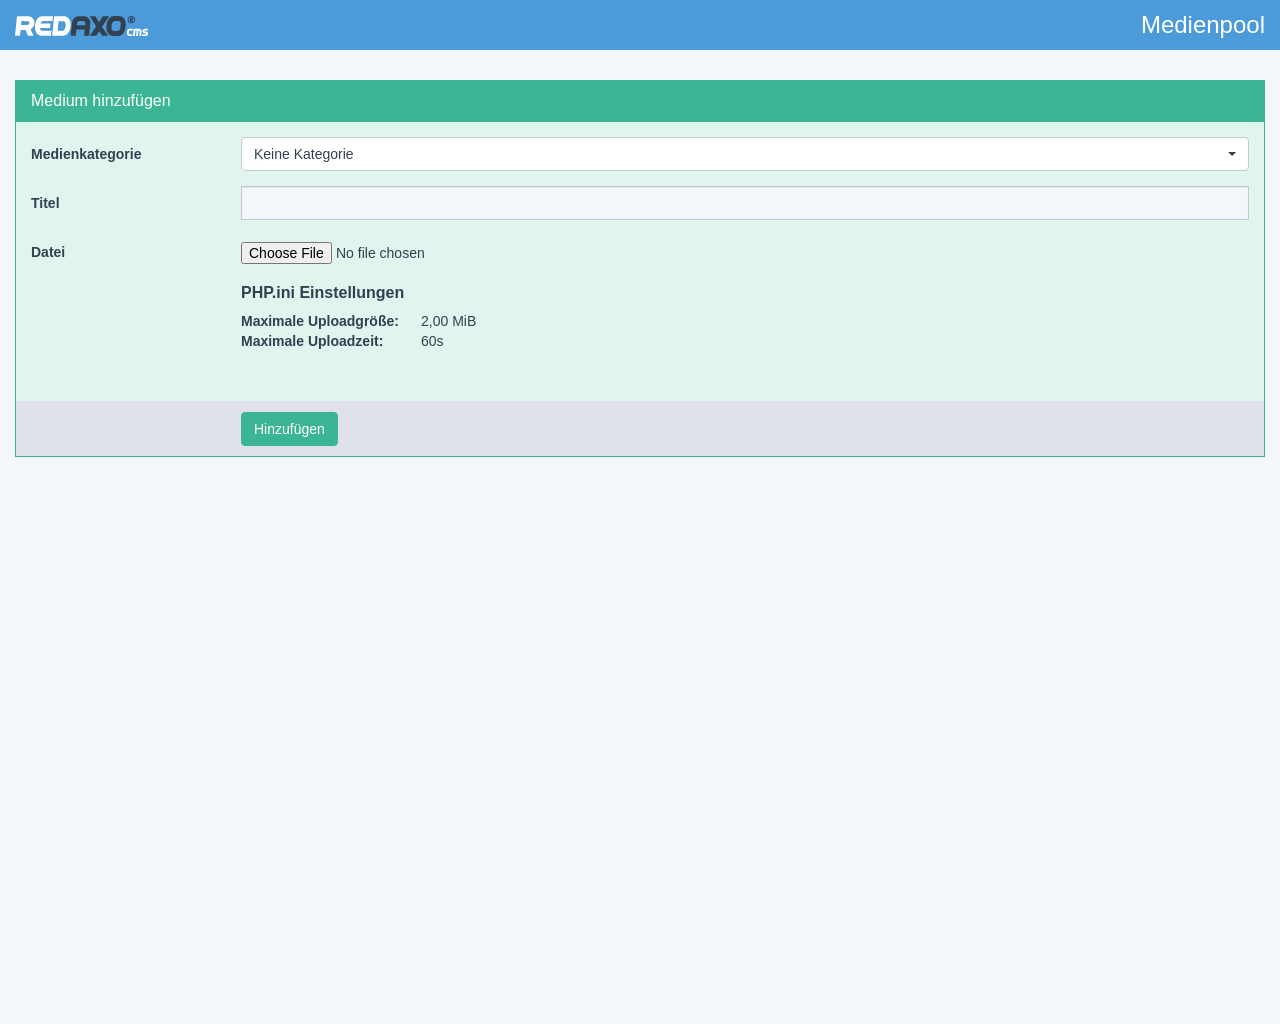 REDAXO® cms
Medienpool
Medium hinzufügen
Medienkategorie
Keine Kategorie
Titel
Datei
Choose File No file chosen
PHP.ini Einstellungen
Maximale Uploadgröße: 2,00 MiB
Maximale Uploadzeit: 60s
Hinzufügen